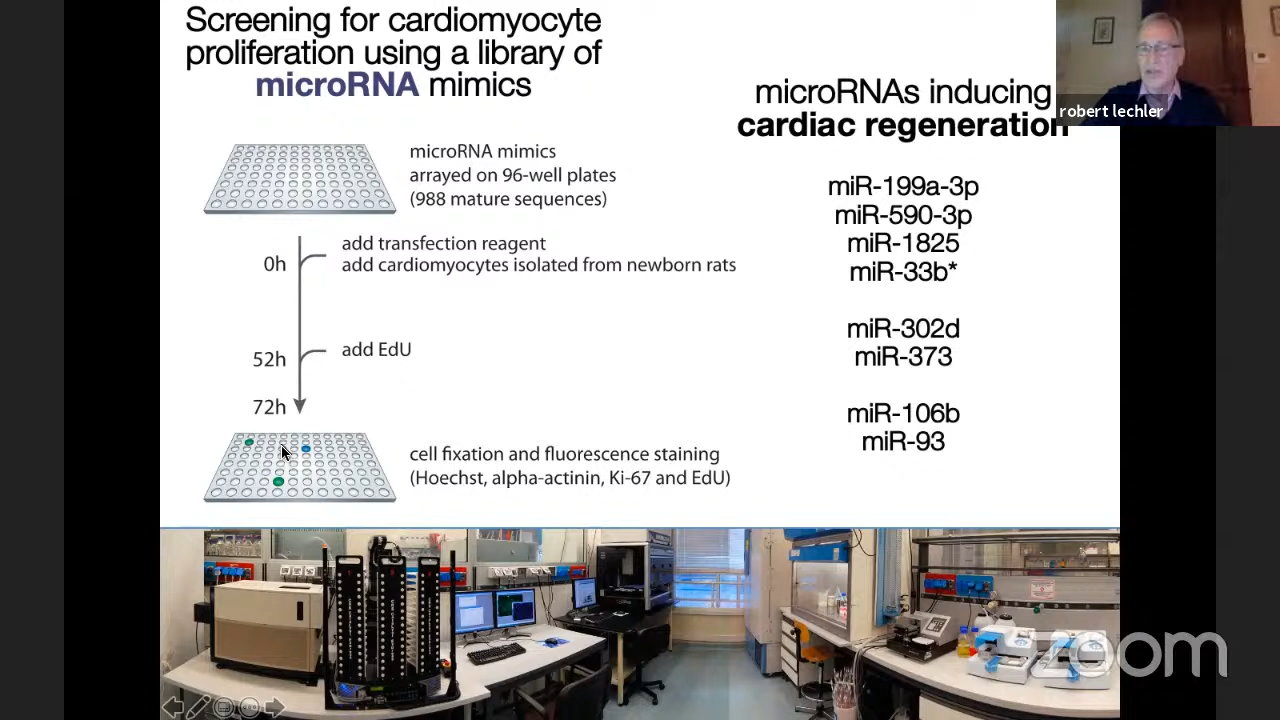 Screening for cardiomyocyte
proliferation using a library of
microRNA mimics
microRNA mimics
arrayed on 96-well plates
(988 mature sequences)
0h
add transfection reagent
add cardiomyocytes isolated from newborn rats
52h
add EdU
72h
cell fixation and fluorescence staining
(Hoechst, alpha-actinin, Ki-67 and EdU)
microRNAs inducing
cardiac regeneration
miR-199a-3p
miR-590-3p
miR-1825
miR-33b*
miR-302d
miR-373
miR-106b
miR-93
robert lechler
zoom